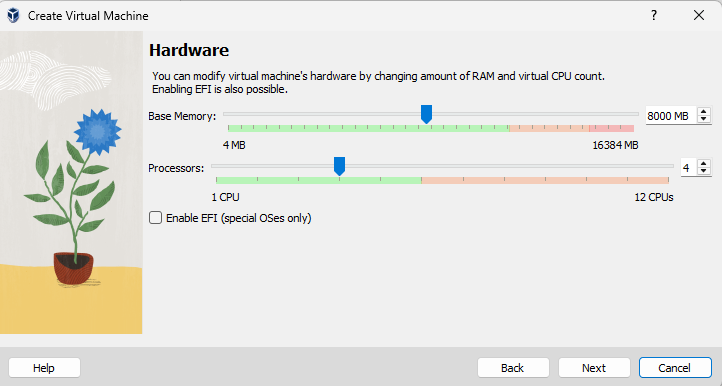 Create Virtual Machine
Hardware
You can modify virtual machine's hardware by changing amount of RAM and virtual CPU count.
Enabling EFI is also possible.
Base Memory: 8000 MB
4 MB 16384 MB
Processors: 4
1 CPU 12 CPUs
Enable EFI (special OSes only)
Help Back Next Cancel